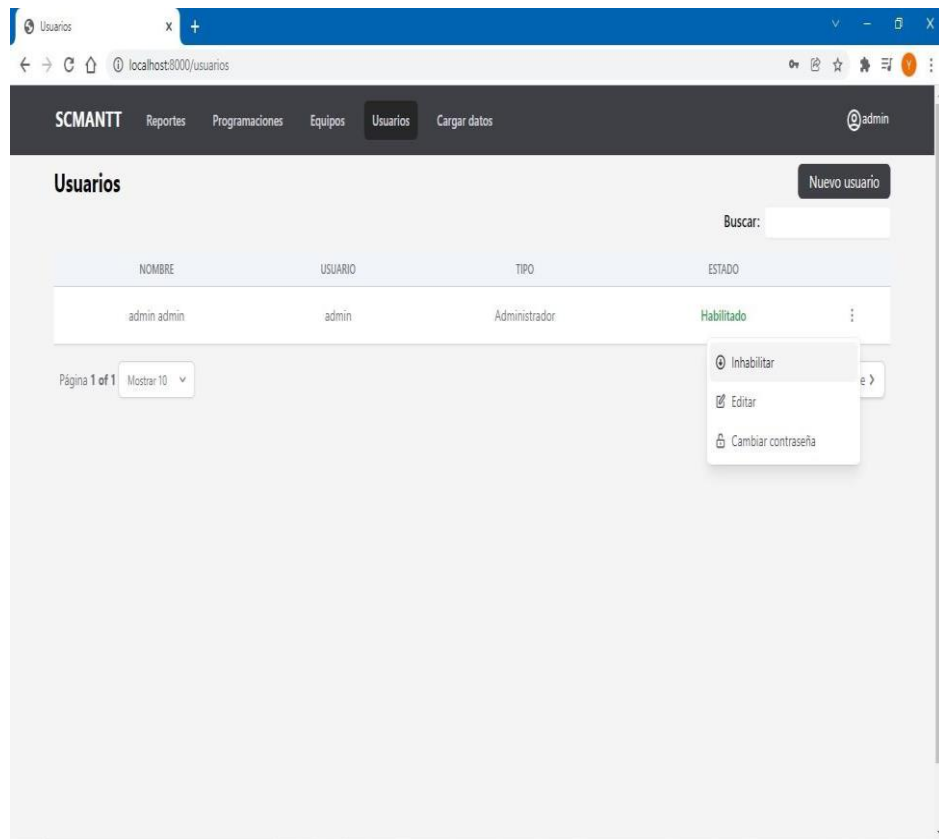 Usuarios
localhost:8000/usuarios
Y
SCMANTT Reportes Programaciones Equipos Usuarios Cargar datos admin
Usuarios
Nuevo usuario
Buscar:
NOMBRE USUARIO TIPO ESTADO
admin admin admin Administrador Habilitado
Inhabilitar
Página 1 of 1 Mostrar 10 e
Editar
Cambiar contraseña